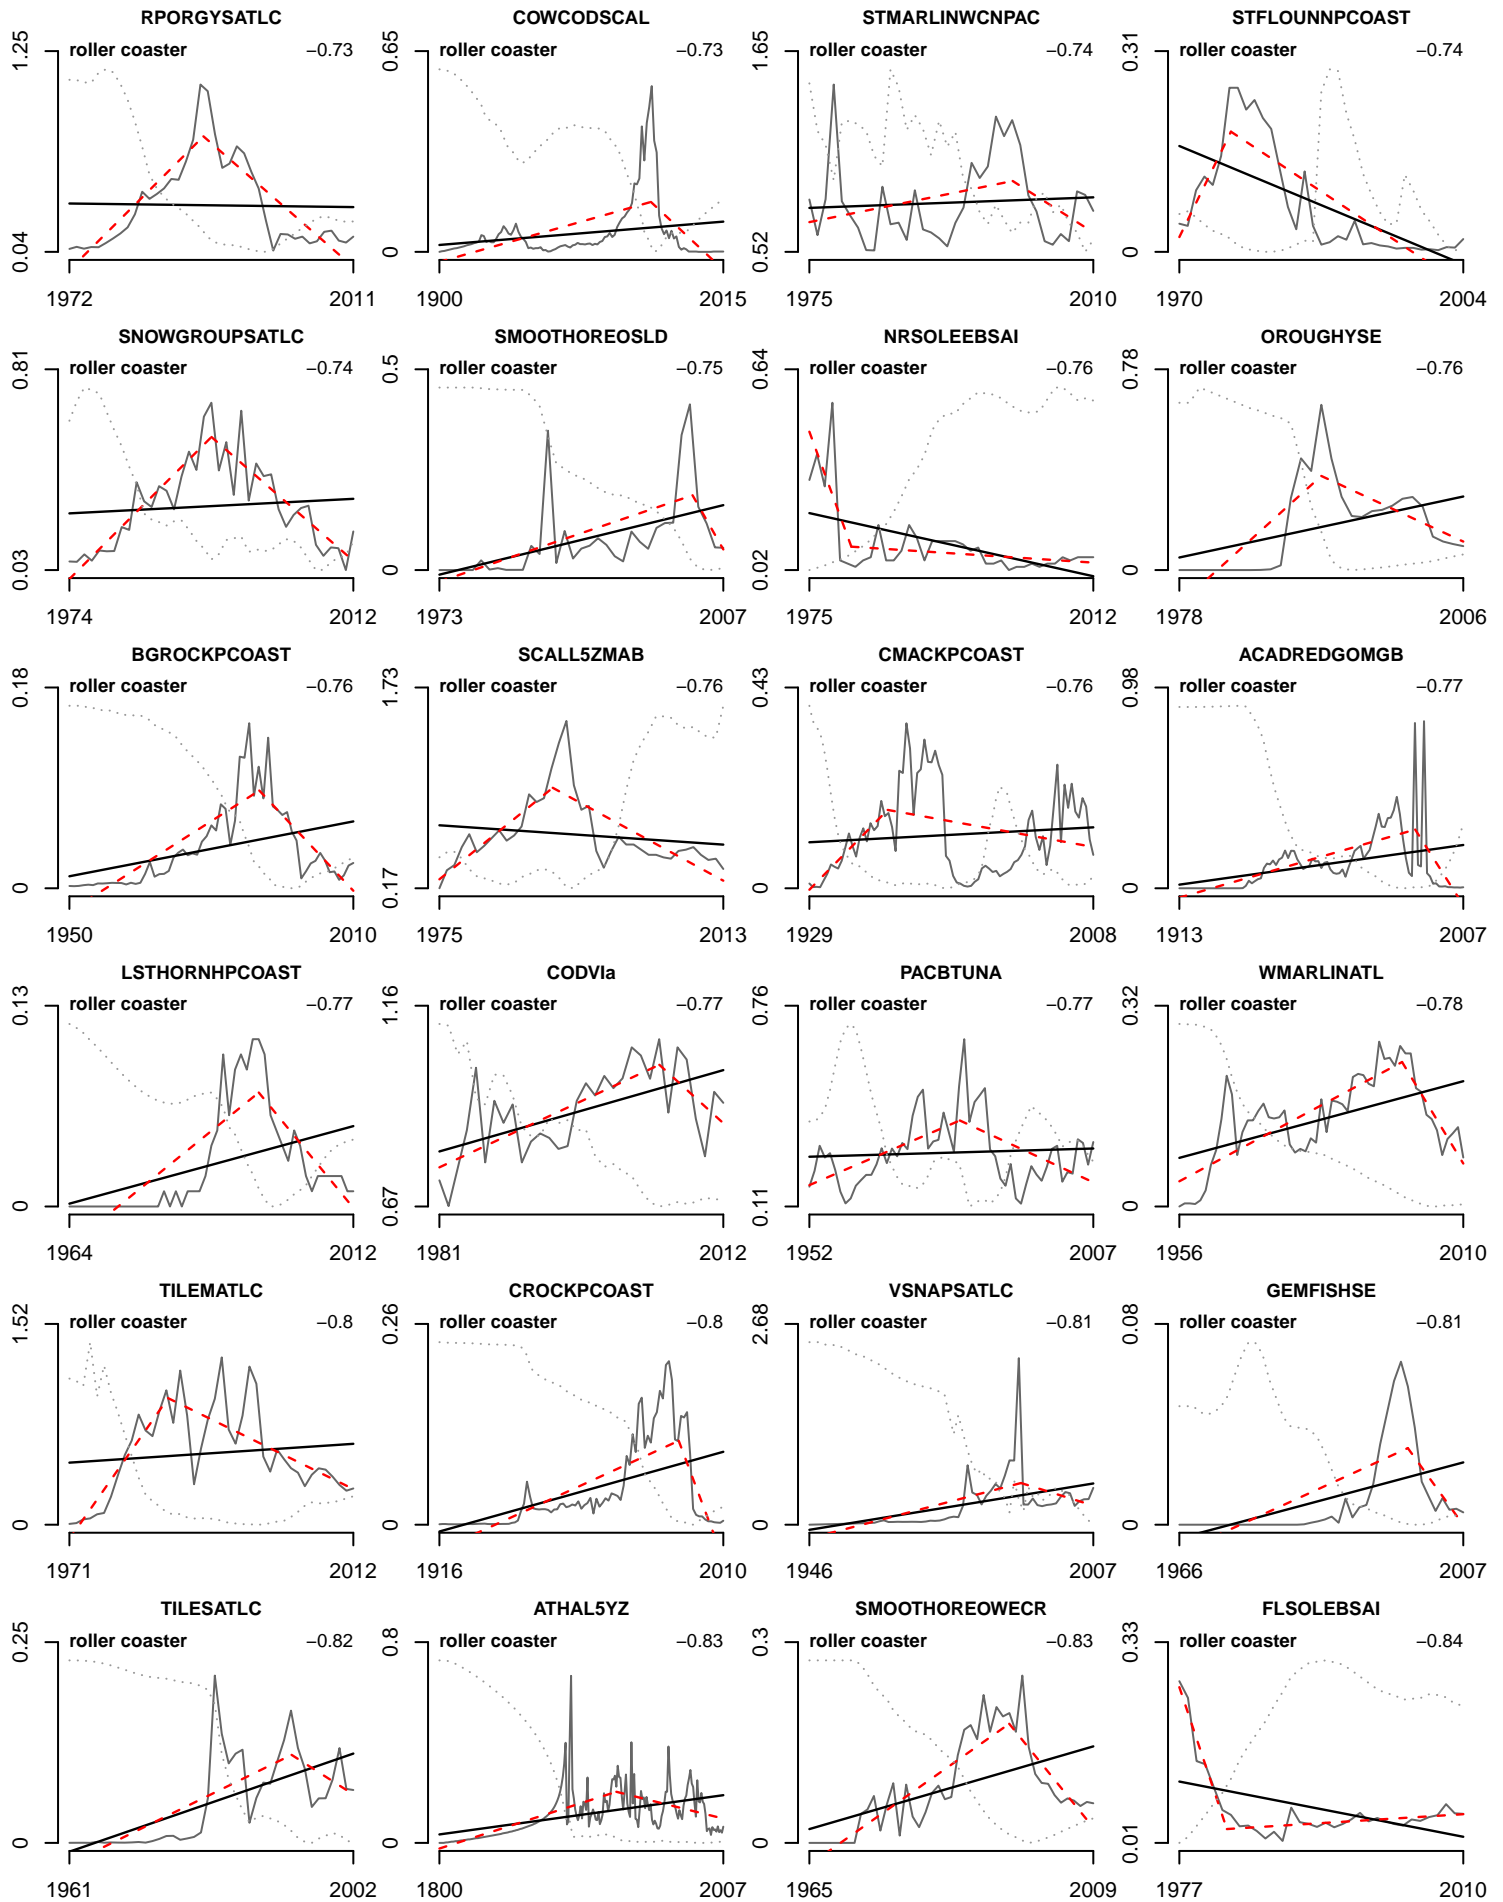 RPORGYSATLC
roller coaster −0.73
1.25
0.04
1972 2011
COWCODSCAL
roller coaster −0.73
0.65
0
1900 2015
STMARLINWCNPAC
roller coaster −0.74
1.65
0.52
1975 2010
STFLOUNNPCOAST
roller coaster −0.74
0.31
0
1970 2004
SNOWGROUPSATLC
roller coaster −0.74
0.81
0.03
1974 2012
SMOOTHOREOSLD
roller coaster −0.75
0.5
0
1973 2007
NRSOLEEBSAI
roller coaster −0.76
0.64
0.02
1975 2012
OROUGHYSE
roller coaster −0.76
0.78
0
1978 2006
BGROCKPCOAST
roller coaster −0.76
0.18
0
1950 2010
SCALL5ZMAB
roller coaster −0.76
1.73
0.17
1975 2013
CMACKPCOAST
roller coaster −0.76
0.43
0
1929 2008
ACADREDGOMGB
roller coaster −0.77
0.98
0
1913 2007
LSTHORNHPCOAST
roller coaster −0.77
0.13
0
1964 2012
CODVIa
roller coaster −0.77
1.16
0.67
1981 2012
PACBTUNA
roller coaster −0.77
0.76
0.11
1952 2007
WMARLINATL
roller coaster −0.78
0.32
0
1956 2010
TILEMATLC
roller coaster −0.8
1.52
0
1971 2012
CROCKPCOAST
roller coaster −0.8
0.26
0
1916 2010
VSNAPSATLC
roller coaster −0.81
2.68
0
1946 2007
GEMFISHSE
roller coaster −0.81
0.08
0
1966 2007
TILESATLC
roller coaster −0.82
0.25
0
1961 2002
ATHAL5YZ
roller coaster −0.83
0.8
0
1800 2007
SMOOTHOREOWECR
roller coaster −0.83
0.3
0
1965 2009
FLSOLEBSAI
roller coaster −0.84
0.33
0.01
1977 2010